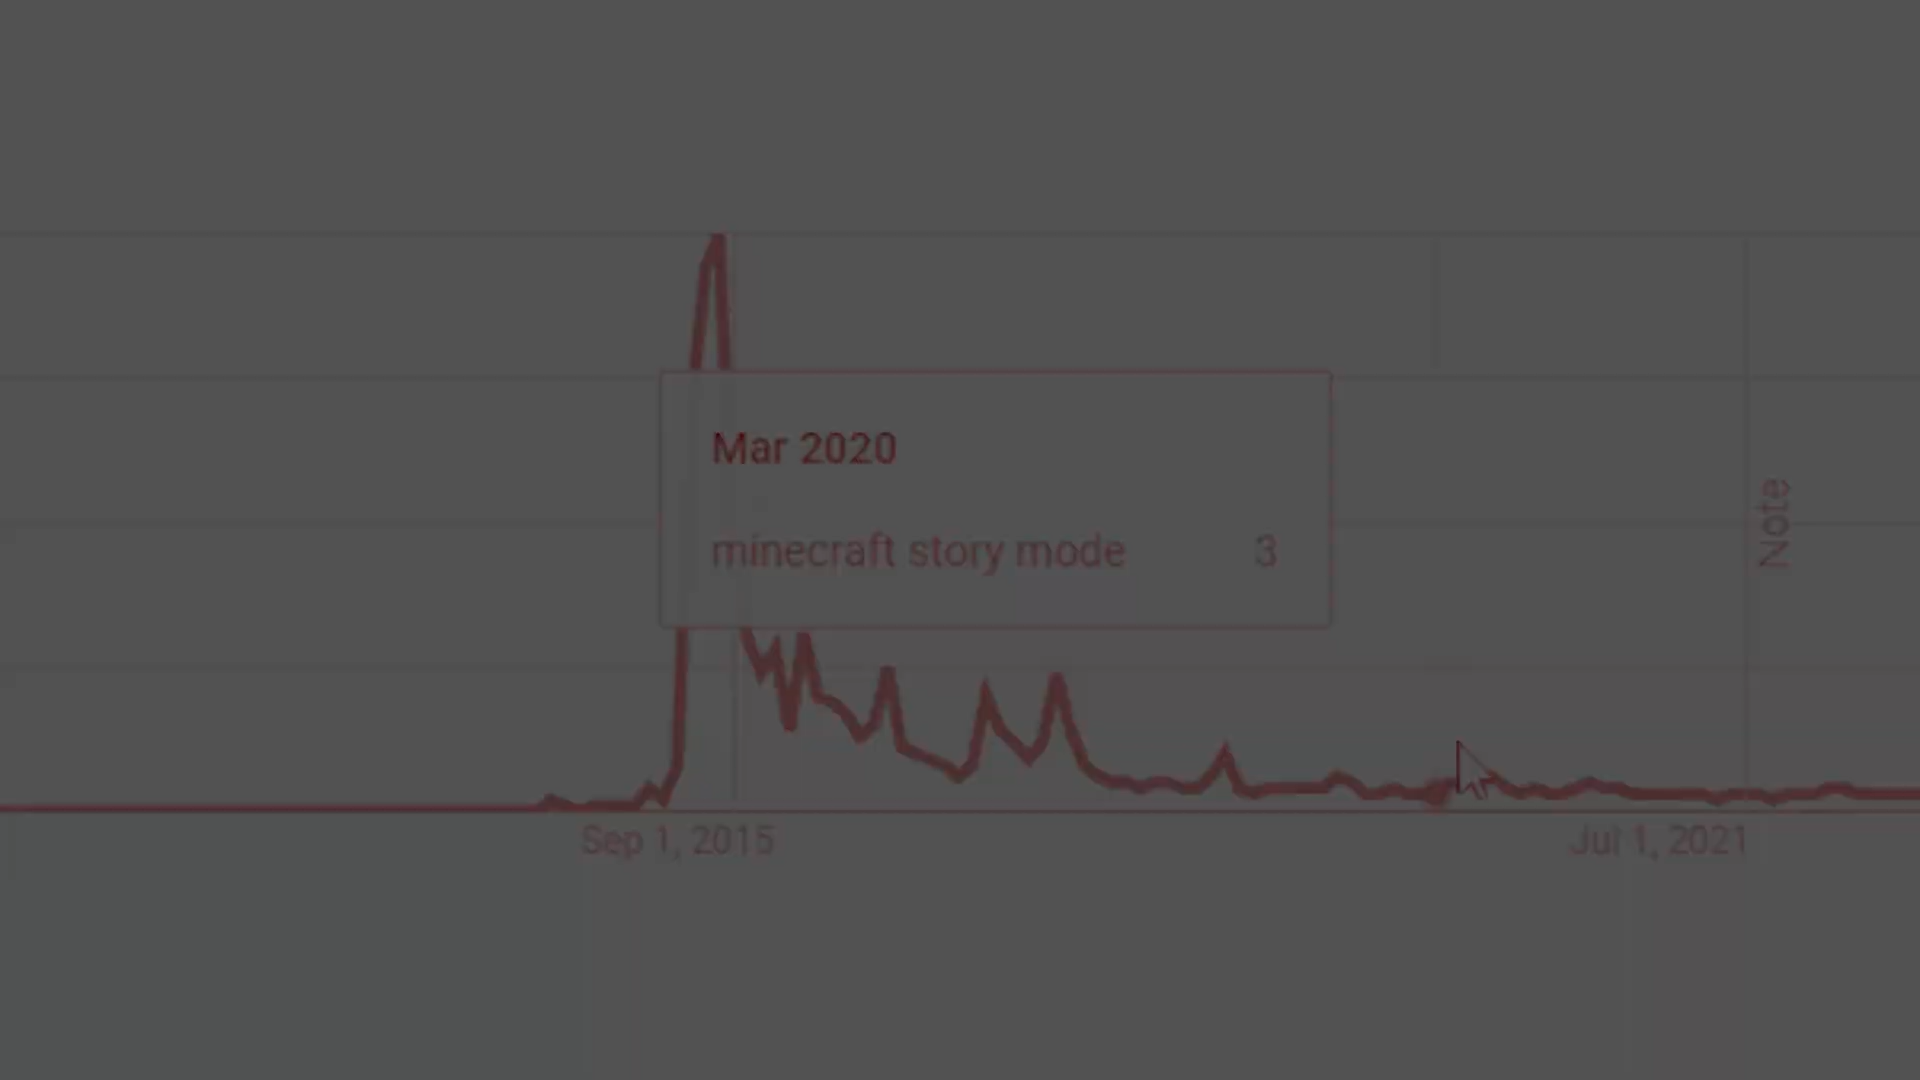 Mar 2020
minecraft story mode 3
Note
Sep 1, 2015
Jul 1, 2021